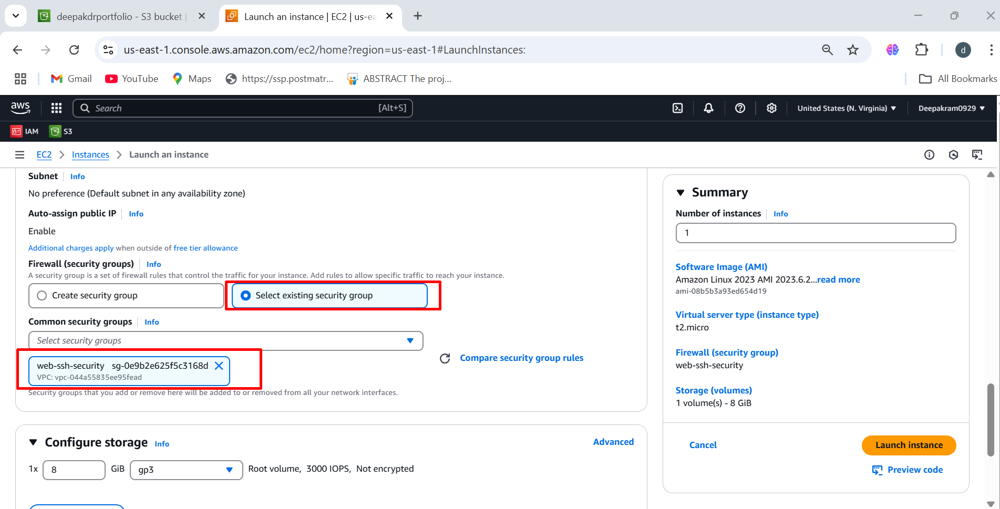 deepakdrportfolio - S3 bucket
Launch an instance | EC2 | us-ea
us-east-1.console.aws.amazon.com/ec2/home?region=us-east-1#LaunchInstances:
d
Gmail
YouTube
Maps
https://ssp.postmatr...
ABSTRACT The proj...
All Bookmarks
aws
Search
[Alt+S]
United States (N. Virginia)
Deepakram0929
IAM
S3
EC2
Instances
Launch an instance
Subnet
Info
No preference (Default subnet in any availability zone)
Auto-assign public IP
Info
Enable
Additional charges apply when outside of free tier allowance
Firewall (security groups)
Info
A security group is a set of firewall rules that control the traffic for your instance. Add rules to allow specific traffic to reach your instance.
Create security group
Select existing security group
Common security groups
Info
Select security groups
web-ssh-security sg-0e9b2e625f5c3168d
VPC: vpc-044a55835ee95fead
Compare security group rules
Security groups that you add or remove here will be added to or removed from all your network interfaces.
Configure storage
Info
Advanced
1x
8
GiB
gp3
Root volume, 3000 IOPS, Not encrypted
Summary
Number of instances
Info
1
Software Image (AMI)
Amazon Linux 2023 AMI 2023.6.2...read more
ami-08b5b3a93ed654d19
Virtual server type (instance type)
t2.micro
Firewall (security group)
web-ssh-security
Storage (volumes)
1 volume(s) - 8 GiB
Cancel
Launch instance
Preview code